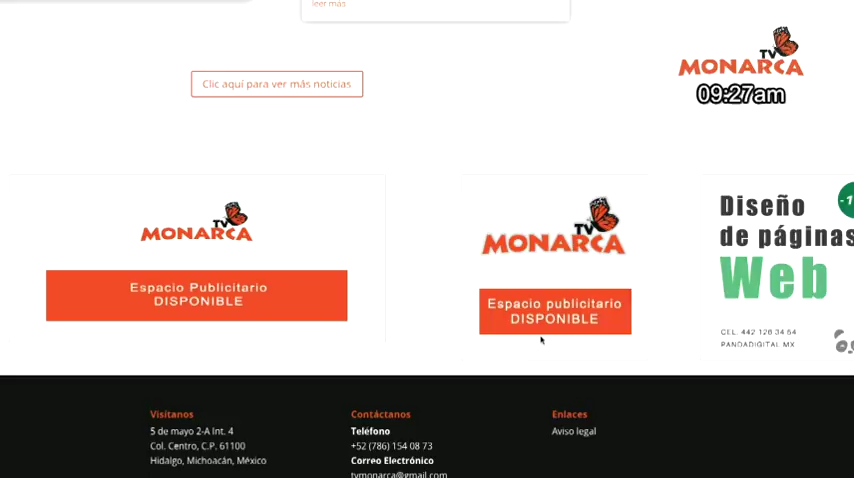 leer más
Clic aquí para ver más noticias
TV
MONARCA
09:27am
TV
MONARCA
Espacio Publicitario
DISPONIBLE
TV
MONARCA
Espacio publicitario
DISPONIBLE
-1
Diseño
de páginas
Web
CEL. 442 128 34 64
PANDADIGITAL.MX
Visítanos
5 de mayo 2-A Int. 4
Col. Centro, C.P. 61100
Hidalgo, Michoacán, México
Contáctanos
Teléfono
+52 (786) 154 08 73
Correo Electrónico
tvmonarca@gmail.com
Enlaces
Aviso legal